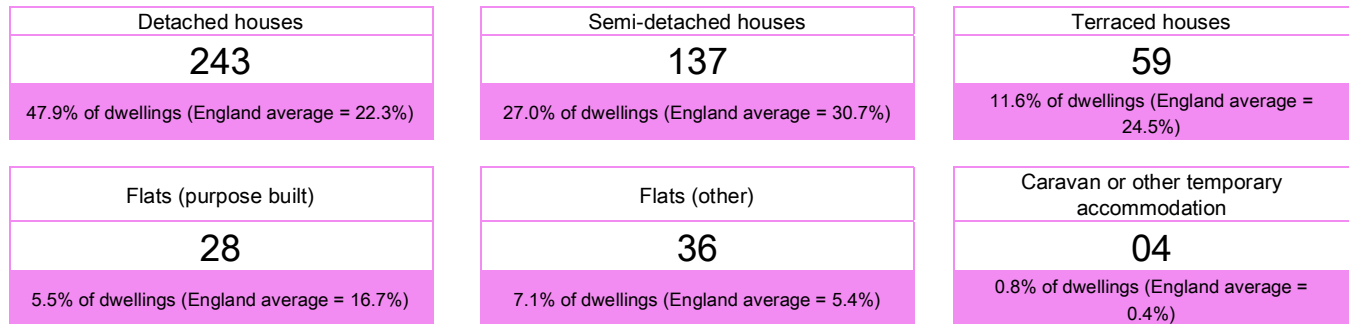 Detached houses
243
47.9% of dwellings (England average = 22.3%)
Semi-detached houses
137
27.0% of dwellings (England average = 30.7%)
Terraced houses
59
11.6% of dwellings (England average =
24.5%)
Flats (purpose built)
28
5.5% of dwellings (England average = 16.7%)
Flats (other)
36
7.1% of dwellings (England average = 5.4%)
Caravan or other temporary
accommodation
04
0.8% of dwellings (England average =
0.4%)